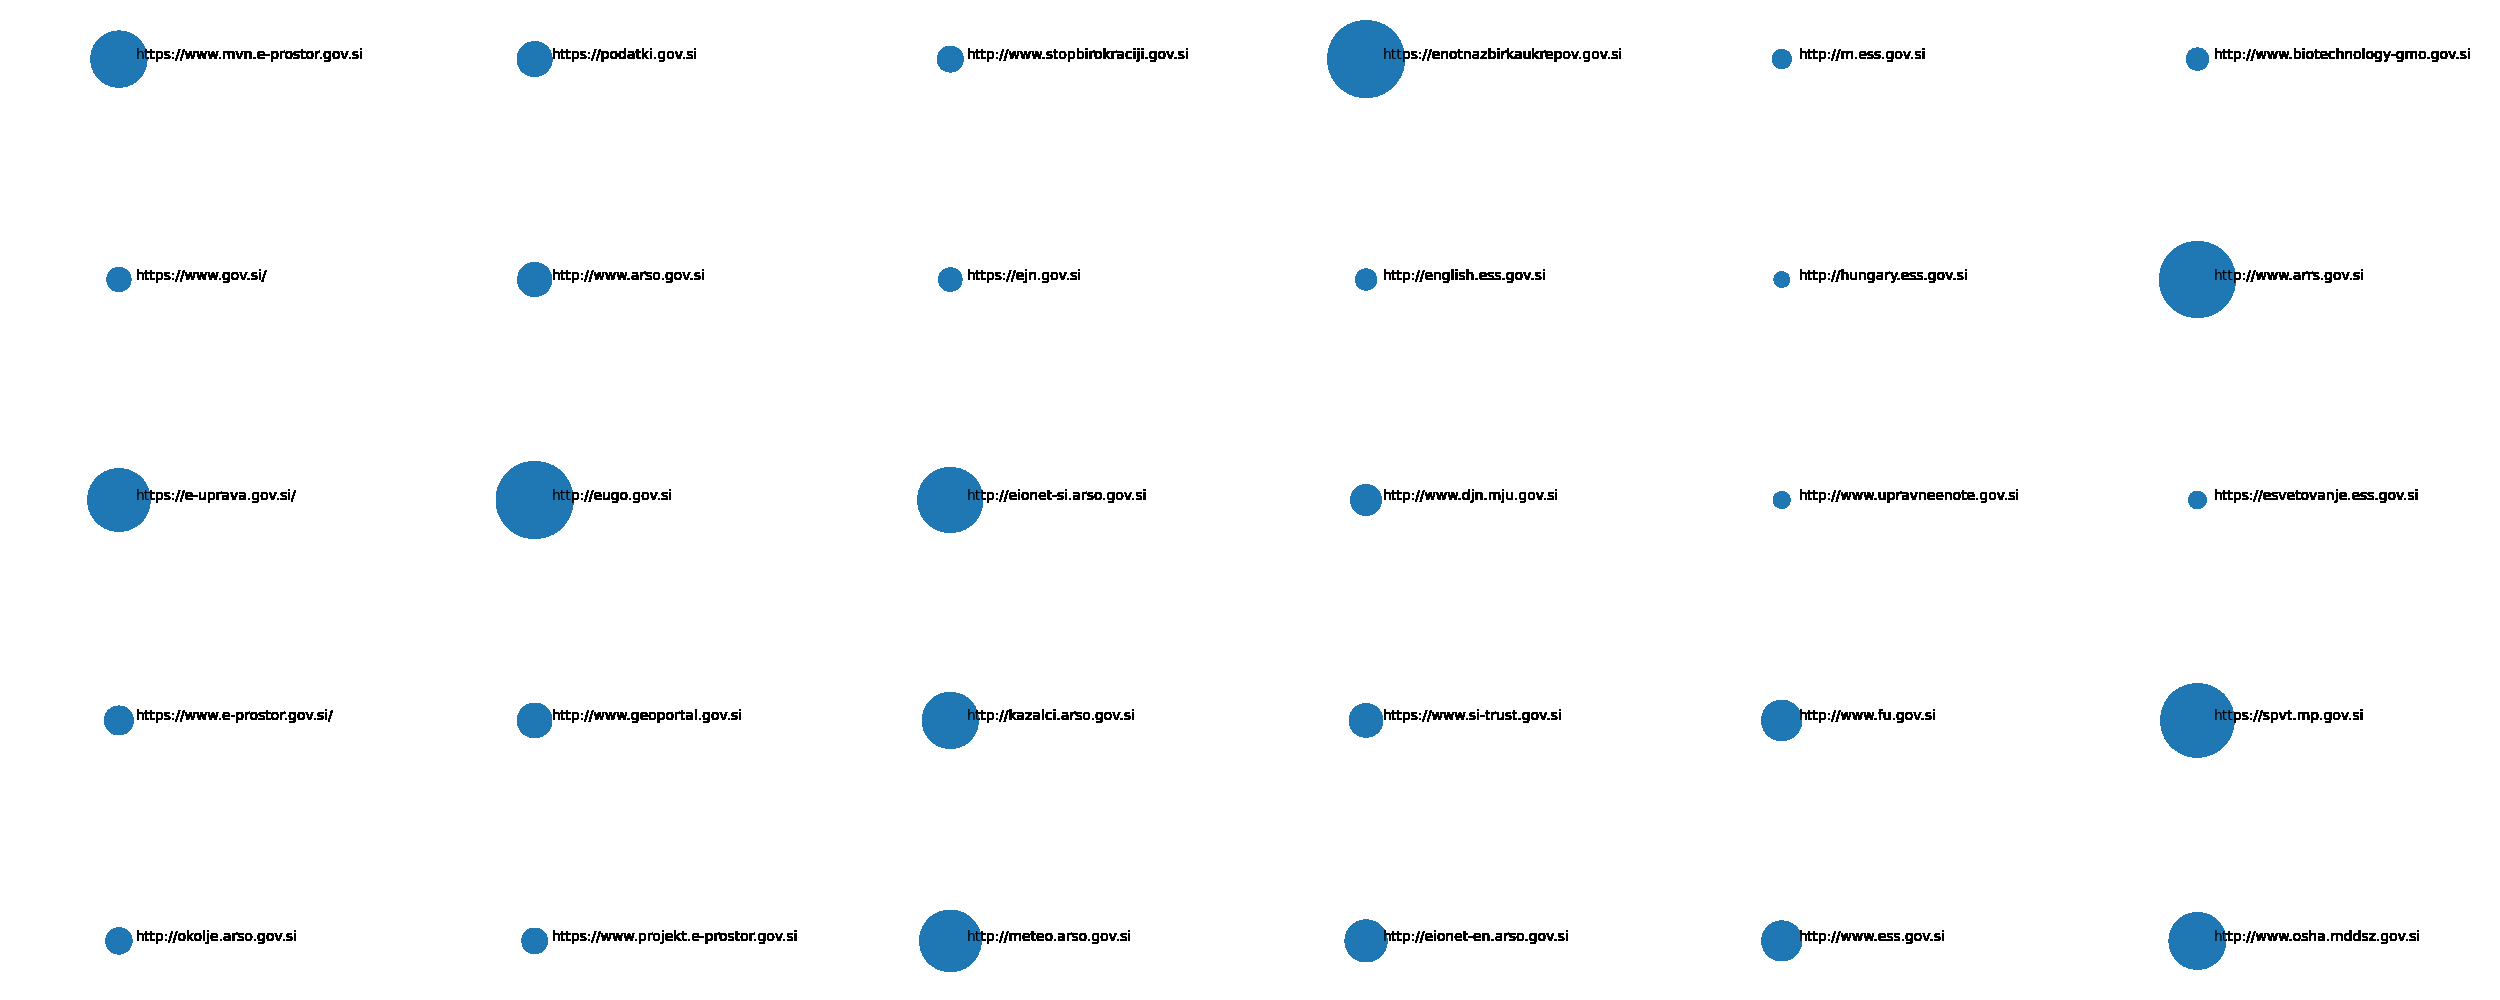 https://www.mvn.e-prostor.gov.si
https://podatki.gov.si
http://www.stopbirokraciji.gov.si
https://enotnazbirkaukrepov.gov.si
http://m.ess.gov.si
http://www.biotechnology-gmo.gov.si
https://www.gov.si/
http://www.arso.gov.si
https://ejn.gov.si
http://english.ess.gov.si
http://hungary.ess.gov.si
http://www.arrs.gov.si
https://e-uprava.gov.si/
http://eugo.gov.si
http://eionet-si.arso.gov.si
http://www.djn.mju.gov.si
http://www.upravneenote.gov.si
https://esvetovanje.ess.gov.si
https://www.e-prostor.gov.si/
http://www.geoportal.gov.si
http://kazalci.arso.gov.si
https://www.si-trust.gov.si
http://www.fu.gov.si
https://spvt.mp.gov.si
http://okolje.arso.gov.si
https://www.projekt.e-prostor.gov.si
http://meteo.arso.gov.si
http://eionet-en.arso.gov.si
http://www.ess.gov.si
http://www.osha.mddsz.gov.si